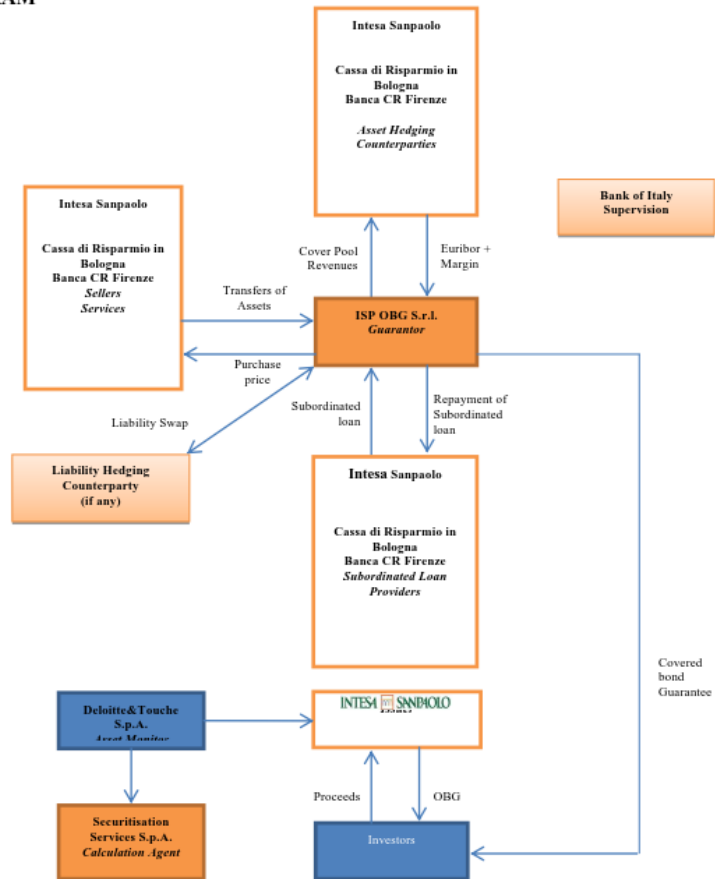 Intesa Sanpaolo
Cassa di Risparmio in
Bologna
Banca CR Firenze
Asset Hedging
Counterparties
Bank of Italy
Supervision
Intesa Sanpaolo
Cassa di Risparmio in
Bologna
Banca CR Firenze
Sellers
Services
Cover Pool
Revenues
Euribor +
Margin
Transfers of
Assets
ISP OBG S.r.l.
Guarantor
Purchase
price
Liability Swap
Subordinated
loan
Repayment of
Subordinated
loan
Liability Hedging
Counterparty
(if any)
Intesa Sanpaolo
Cassa di Risparmio in
Bologna
Banca CR Firenze
Subordinated Loan
Providers
Covered
bond
Guarantee
Deloitte&Touche
S.p.A.
Asset Monitor
INTESA SANPAOLO
Proceeds
OBG
Securitisation
Services S.p.A.
Calculation Agent
Investors